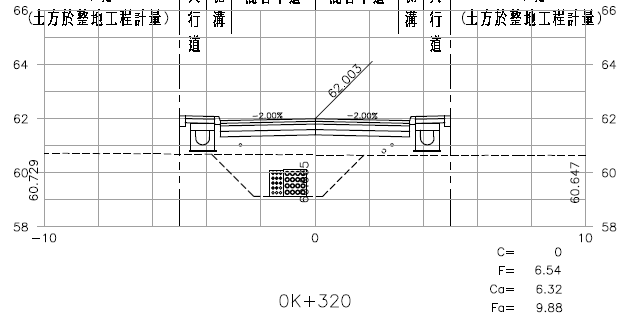 66 66
(土方於整地工程計量) 人行道 側溝 混合車道 混合車道 側溝 人行道 (土方於整地工程計量)
64 64
62.003
62 -2.00% -2.00% 62
60.729 60 60 60.647
58 58
-10 0 10
C= 0
F= 6.54
Ca= 6.32
0K+320
Fa= 9.88